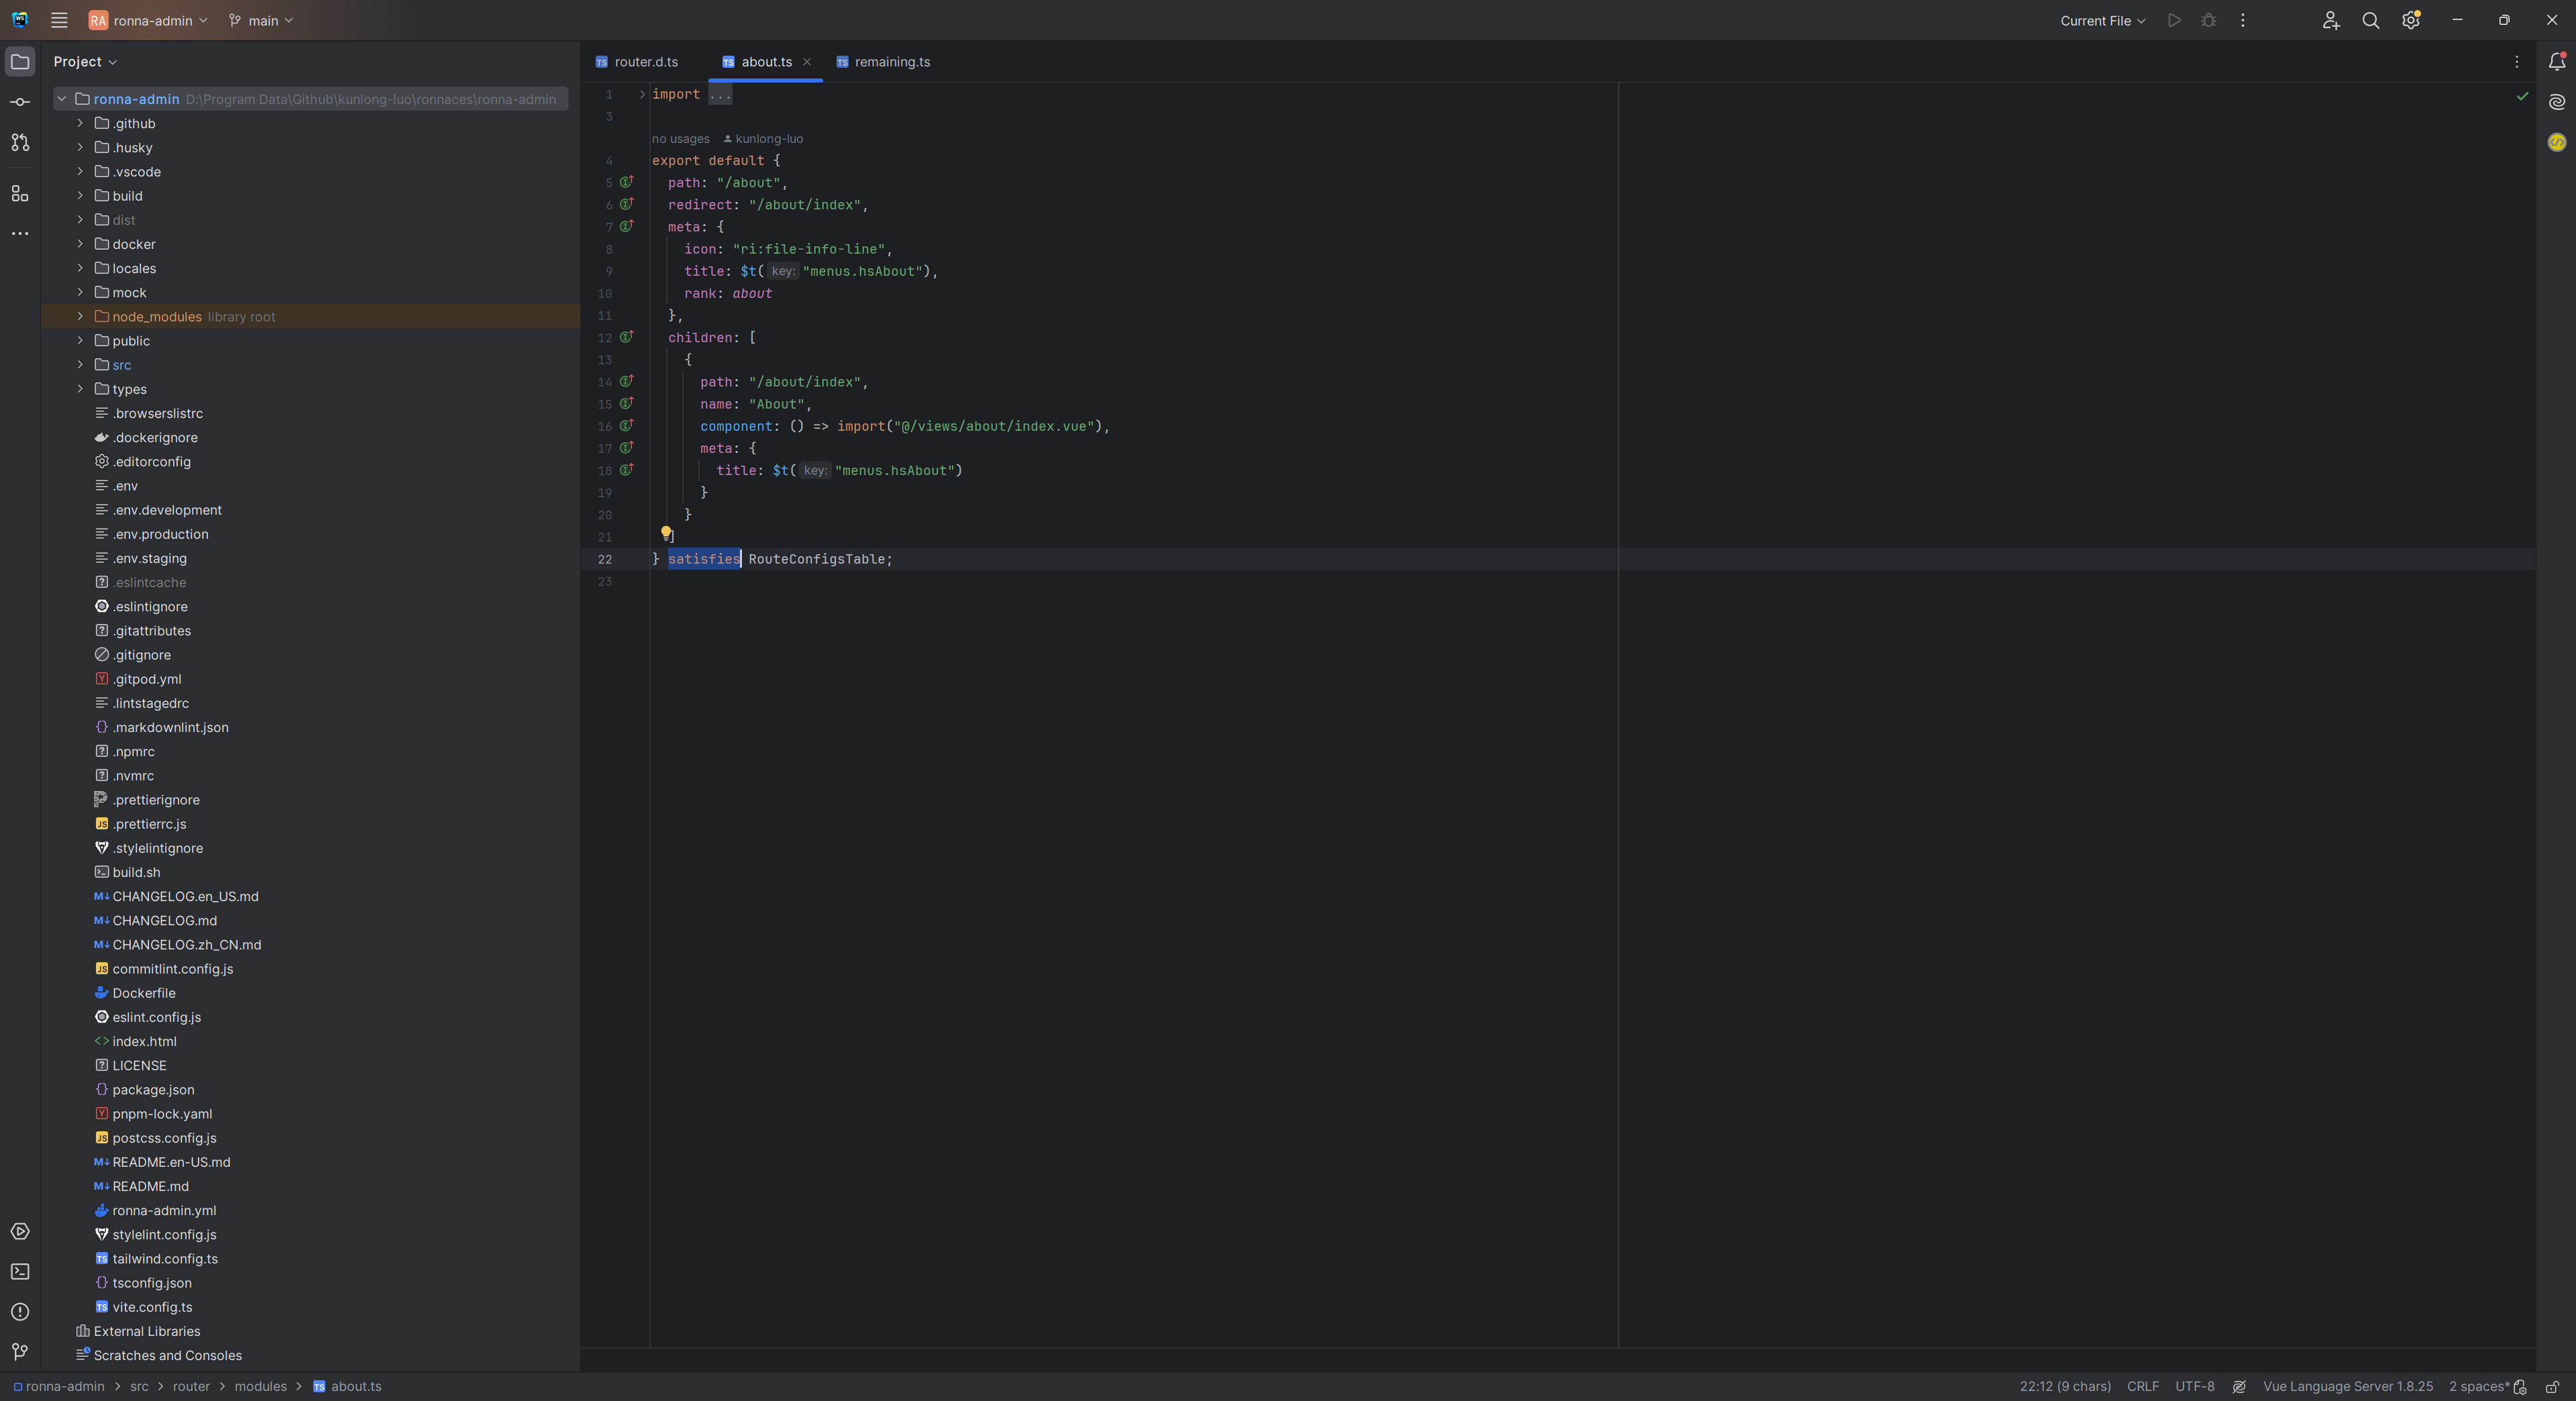 RA ronna-admin main Current File
Project
ronna-admin D:\Program Data\Github\kunlong-luo\ronnaces\ronna-admin
.github
.husky
.vscode
build
dist
docker
locales
mock
node_modules library root
public
src
types
.browserslistrc
.dockerignore
.editorconfig
.env
.env.development
.env.production
.env.staging
.eslintcache
.eslintignore
.gitattributes
.gitignore
.gitpod.yml
.lintstagedrc
.markdownlint.json
.npmrc
.nvmrc
.prettierignore
.prettierrc.js
.stylelintignore
build.sh
CHANGELOG.en_US.md
CHANGELOG.md
CHANGELOG.zh_CN.md
commitlint.config.js
Dockerfile
eslint.config.js
index.html
LICENSE
package.json
pnpm-lock.yaml
postcss.config.js
README.en-US.md
README.md
ronna-admin.yml
stylelint.config.js
tailwind.config.ts
tsconfig.json
vite.config.ts
External Libraries
Scratches and Consoles
router.d.ts about.ts remaining.ts
1 import ...
3
no usages kunlong-luo
4 export default {
5 path: "/about",
6 redirect: "/about/index",
7 meta: {
8 icon: "ri:file-info-line",
9 title: $t( key: "menus.hsAbout"),
10 rank: about
11 },
12 children: [
13 {
14 path: "/about/index",
15 name: "About",
16 component: () => import("@/views/about/index.vue"),
17 meta: {
18 title: $t( key: "menus.hsAbout")
19 }
20 }
21 ]
22 } satisfies RouteConfigsTable;
23
ronna-admin > src > router > modules > about.ts
22:12 (9 chars) CRLF UTF-8 Vue Language Server 1.8.25 2 spaces*